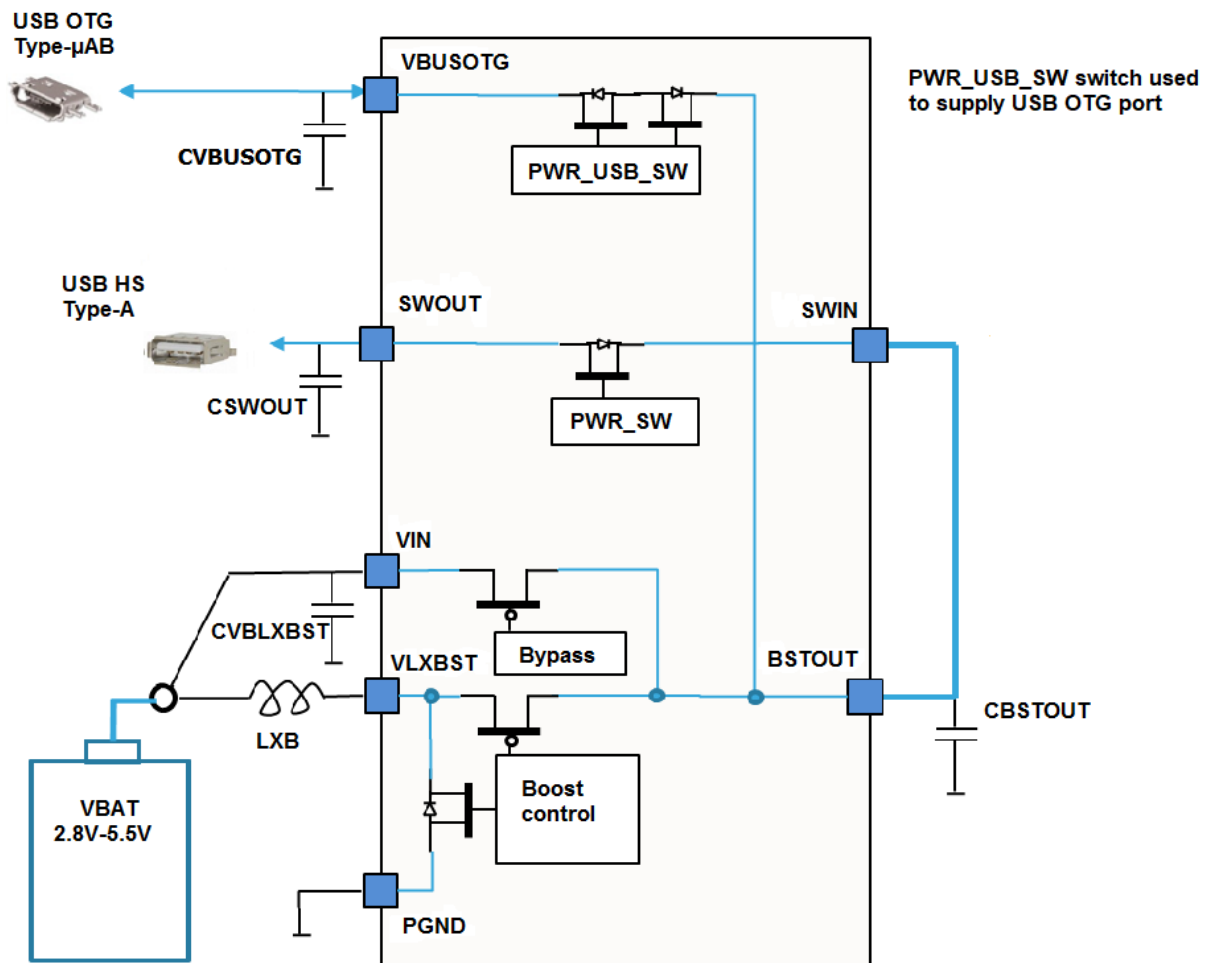 USB OTG
Type-µAB
VBUSOTG
PWR_USB_SW switch used
to supply USB OTG port
CVBUSOTG
PWR_USB_SW
USB HS
Type-A
SWOUT
SWIN
CSWOUT
PWR_SW
VIN
CVBLXBST
Bypass
VLXBST
BSTOUT
LXB
CBSTOUT
VBAT
2.8V-5.5V
Boost
control
PGND